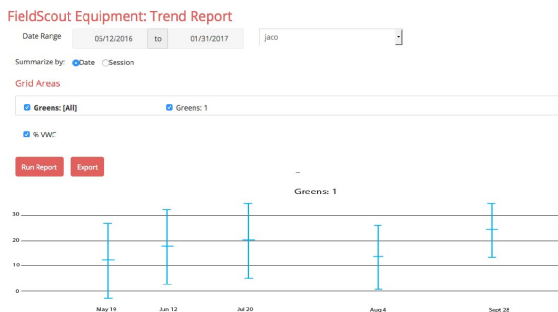 FieldScout Equipment: Trend Report
Date Range 05/12/2016 to 01/31/2017 jaco
Summarize by: Date Session
Grid Areas
Greens: [All] Greens: 1
% VWC
Run Report Export
Greens: 1
30
20
10
0
May 19 Jun 12 Jul 20 Aug 4 Sept 28